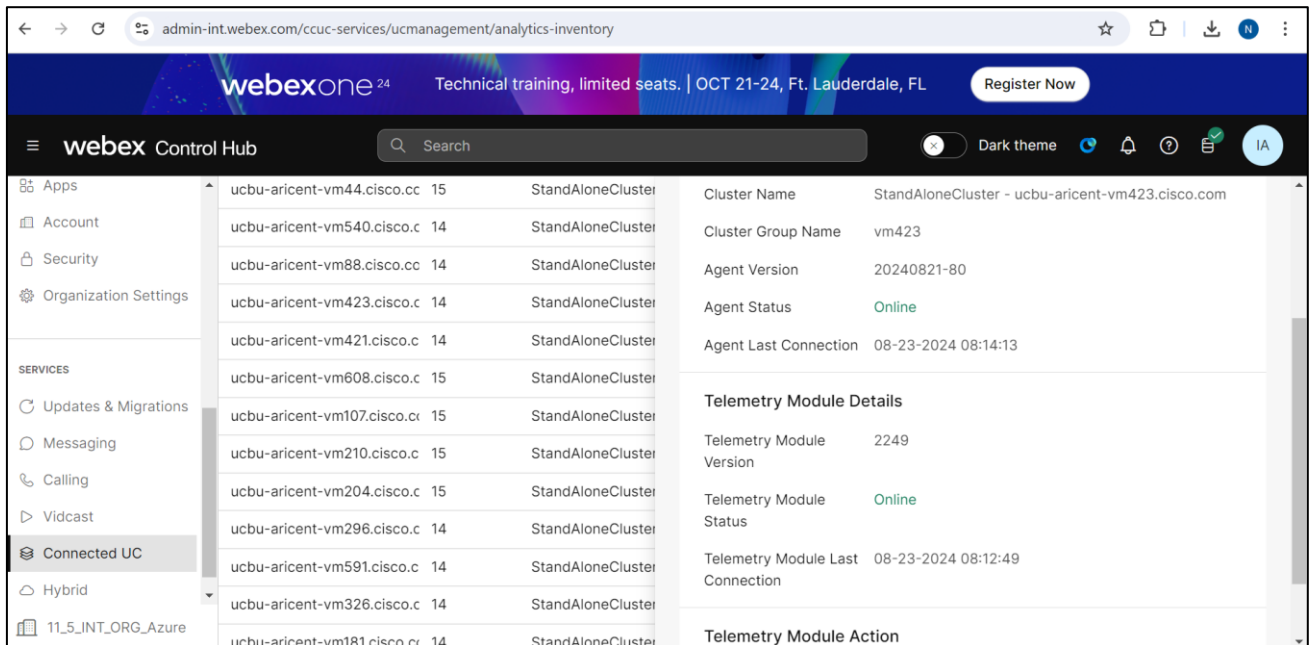 admin-int.webex.com/ccuc-services/ucmanagement/analytics-inventory
N
webexone24 Technical training, limited seats. | OCT 21-24, Ft. Lauderdale, FL Register Now
webex Control Hub Search Dark theme IA
Apps
Account
Security
Organization Settings
SERVICES
Updates & Migrations
Messaging
Calling
Vidcast
Connected UC
Hybrid
11_5_INT_ORG_Azure
ucbu-aricent-vm44.cisco.cc 15 StandAloneCluster
ucbu-aricent-vm540.cisco.c 14 StandAloneCluster
ucbu-aricent-vm88.cisco.cc 14 StandAloneCluster
ucbu-aricent-vm423.cisco.c 14 StandAloneCluster
ucbu-aricent-vm421.cisco.c 14 StandAloneCluster
ucbu-aricent-vm608.cisco.c 15 StandAloneCluster
ucbu-aricent-vm107.cisco.cc 15 StandAloneCluster
ucbu-aricent-vm210.cisco.c 15 StandAloneCluster
ucbu-aricent-vm204.cisco.c 15 StandAloneCluster
ucbu-aricent-vm296.cisco.c 14 StandAloneCluster
ucbu-aricent-vm591.cisco.c 14 StandAloneCluster
ucbu-aricent-vm326.cisco.c 14 StandAloneCluster
ucbu-aricent-vm181.cisco.cc 14 StandAloneCluster
Cluster Name StandAloneCluster - ucbu-aricent-vm423.cisco.com
Cluster Group Name vm423
Agent Version 20240821-80
Agent Status Online
Agent Last Connection 08-23-2024 08:14:13
Telemetry Module Details
Telemetry Module 2249
Version
Telemetry Module Online
Status
Telemetry Module Last 08-23-2024 08:12:49
Connection
Telemetry Module Action